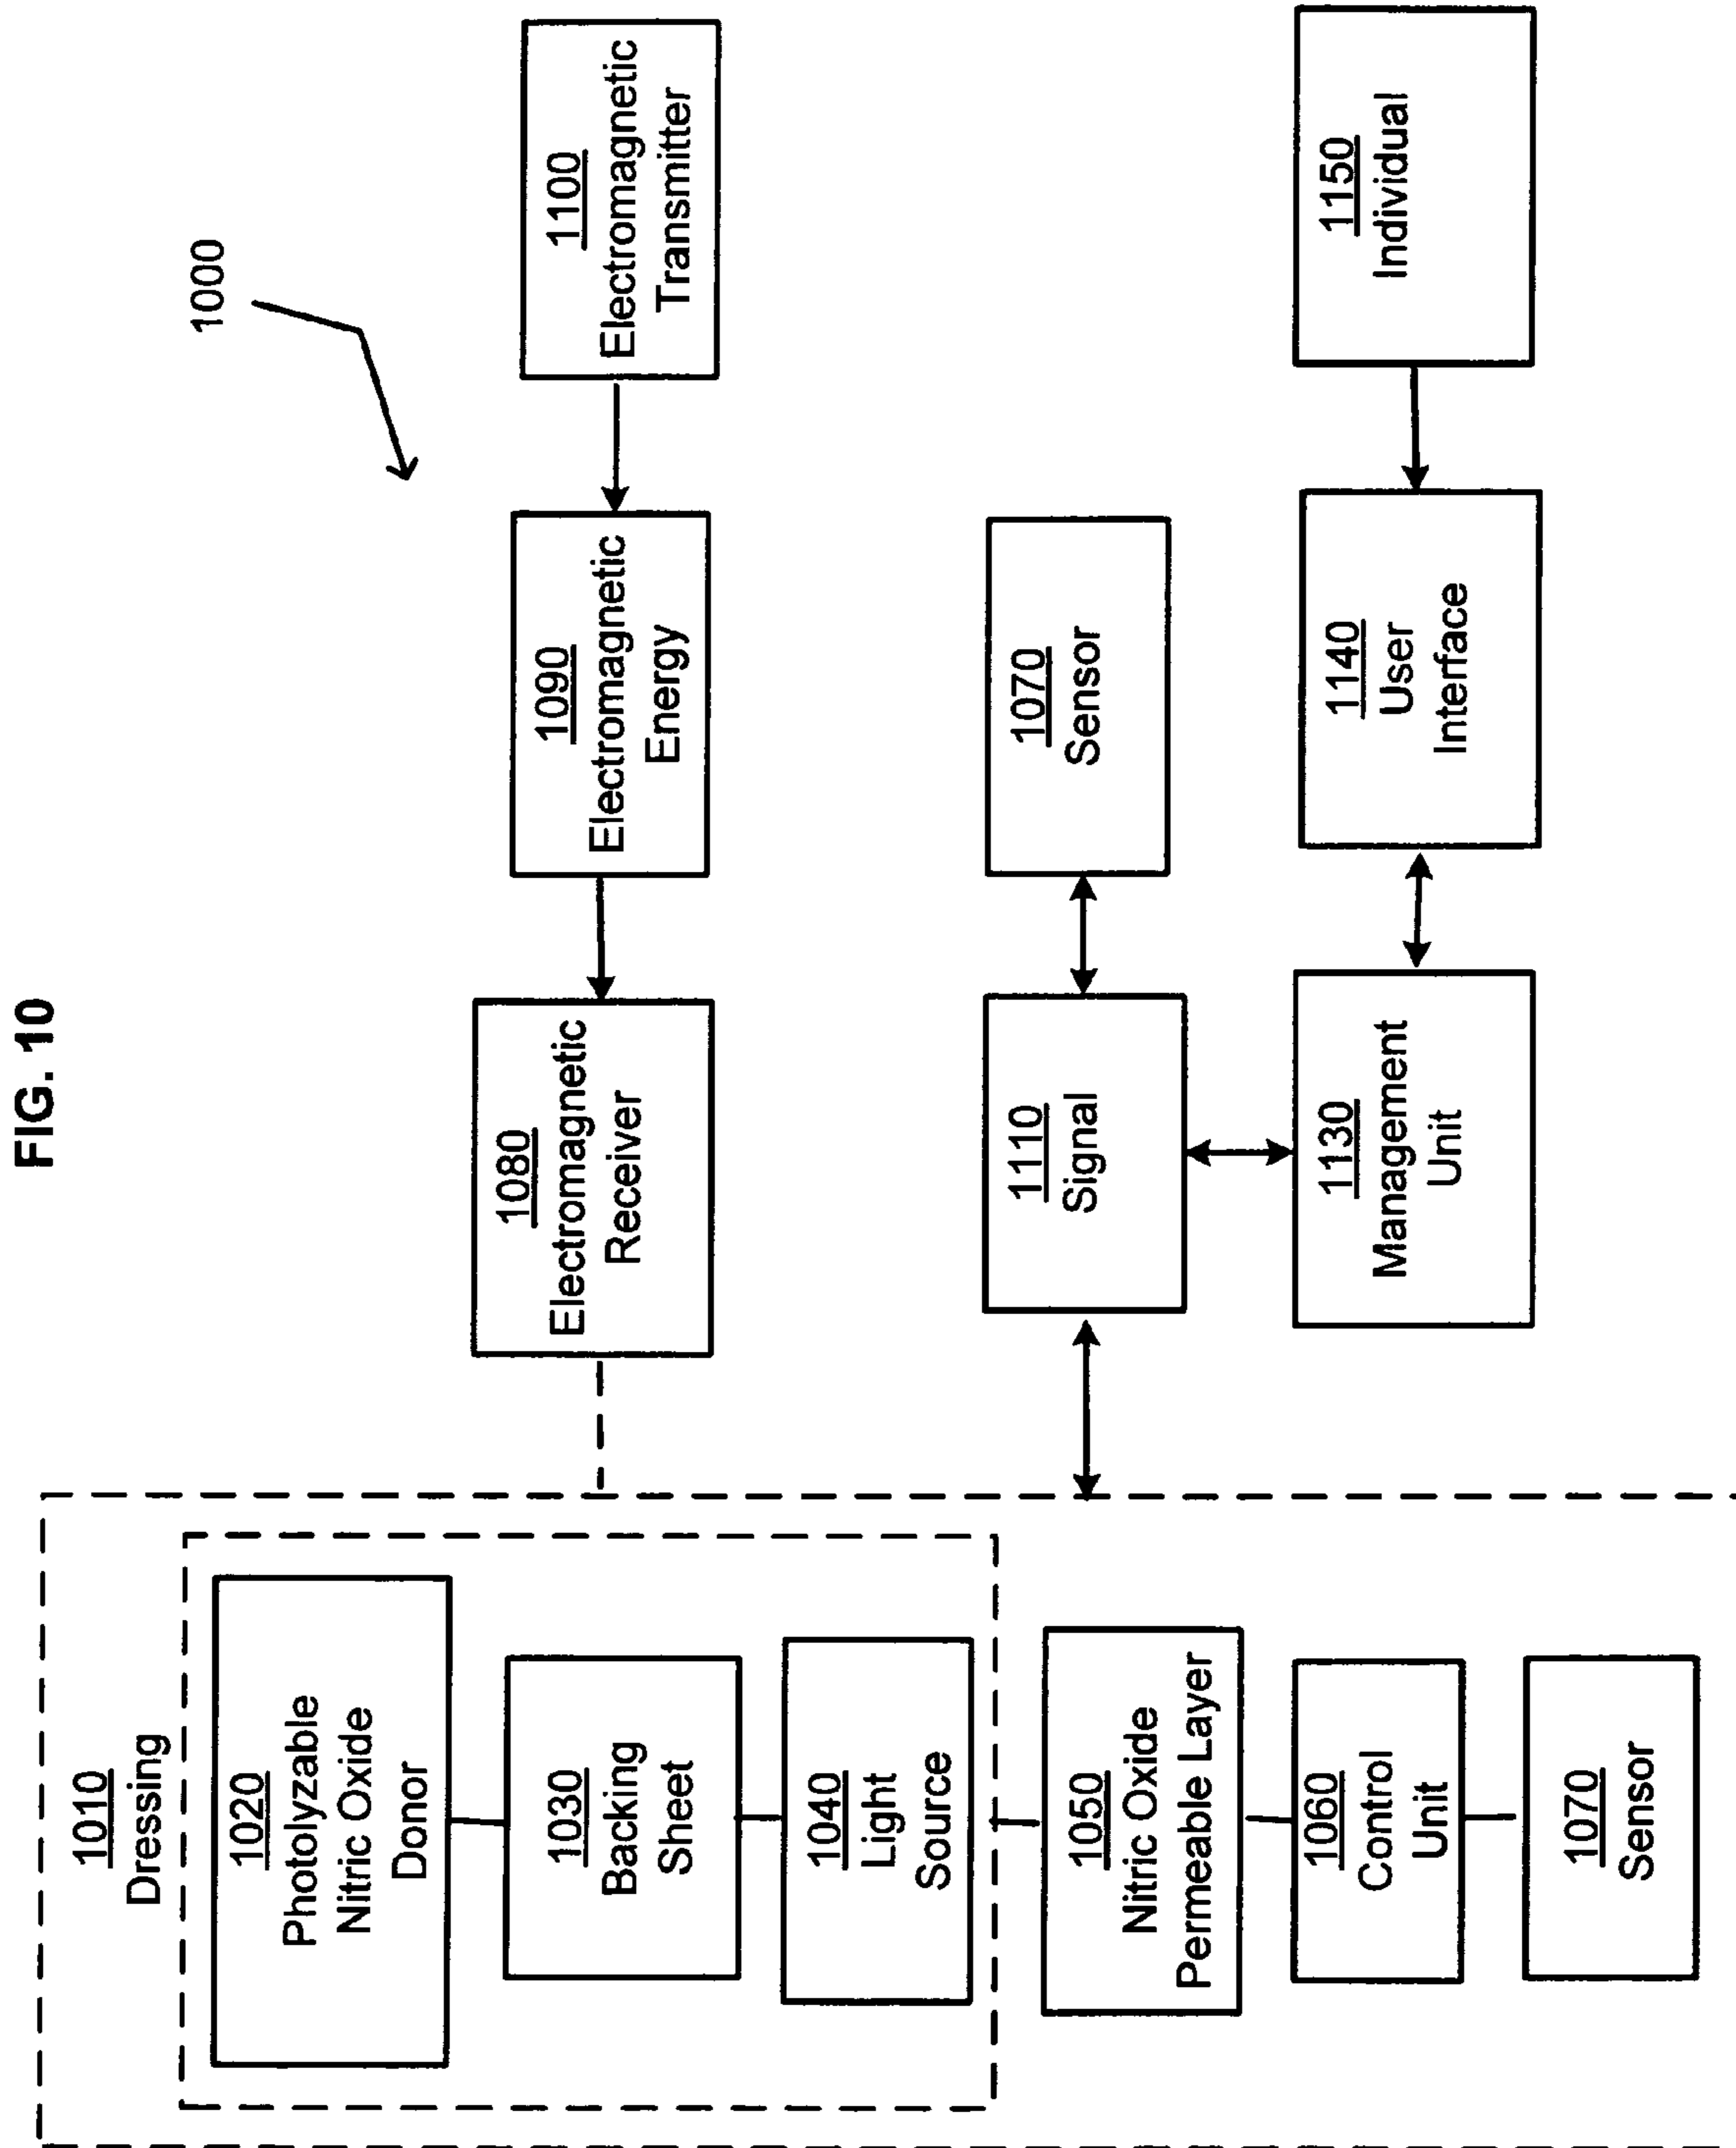 FIG. 10
1000
1010
Dressing
1020
Photolyzable
Nitric Oxide
Donor
1030
Backing
Sheet
1040
Light
Source
1050
Nitric Oxide
Permeable Layer
1060
Control
Unit
1070
Sensor
1080
Electromagnetic
Receiver
1090
Electromagnetic
Energy
1100
Electromagnetic
Transmitter
1110
Signal
1070
Sensor
1130
Management
Unit
1140
User
Interface
1150
Individual